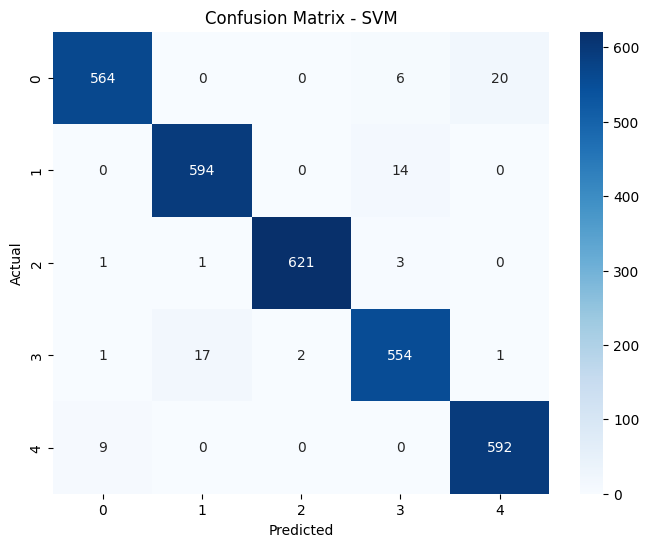 Confusion Matrix - SVM
600
0 564 0 0 6 20
500
1 0 594 0 14 0
400
Actual
2 1 1 621 3 0
300
200
3 1 17 2 554 1
100
4 9 0 0 0 592
0
0 1 2 3 4
Predicted